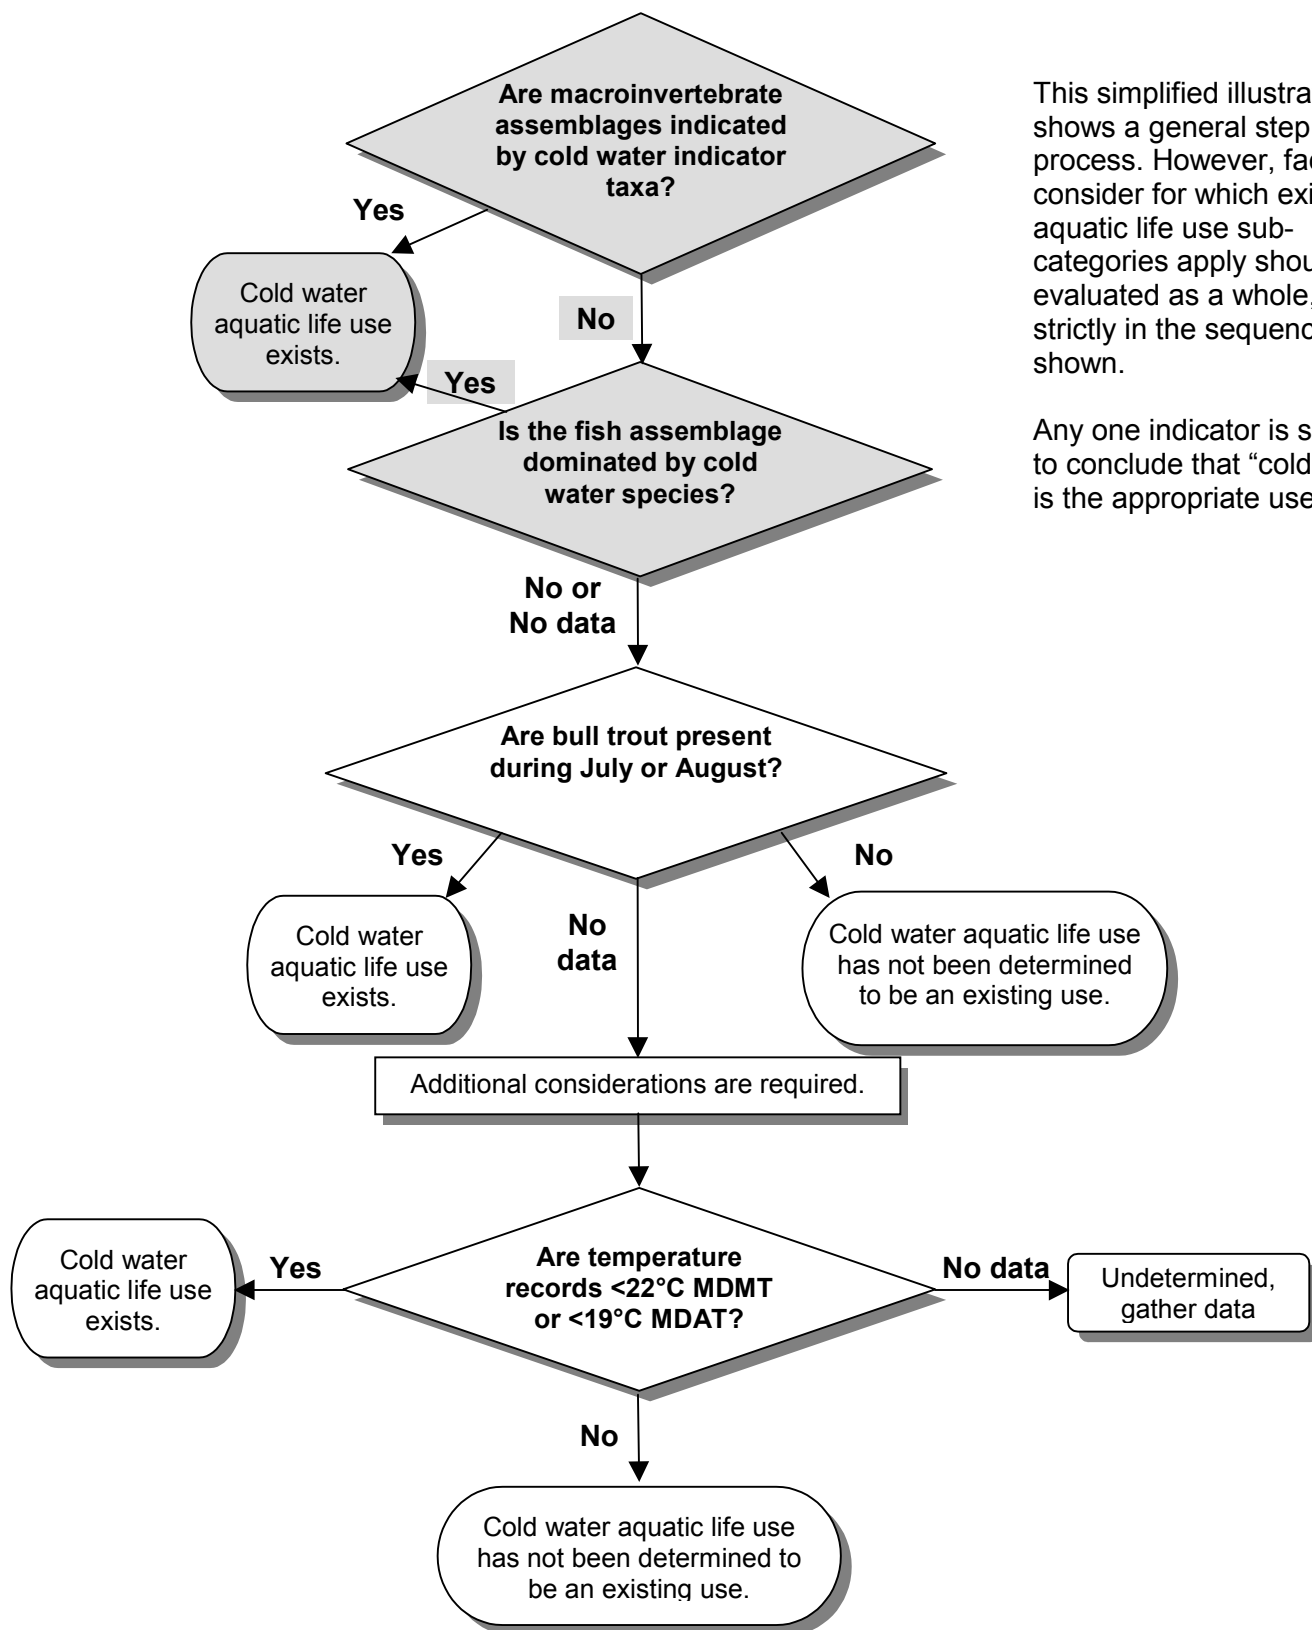 Are macroinvertebrate
assemblages indicated
by cold water indicator
taxa?
Yes
Cold water
aquatic life use
exists.
No
Yes
Is the fish assemblage
dominated by cold
water species?
No or
No data
Are bull trout present
during July or August?
Yes
Cold water
aquatic life use
exists.
No
data
No
Cold water aquatic life use
has not been determined
to be an existing use.
Additional considerations are required.
Are temperature
records <22°C MDMT
or <19°C MDAT?
Yes
Cold water
aquatic life use
exists.
No data
Undetermined,
gather data
No
Cold water aquatic life use
has not been determined to
be an existing use.
This simplified
shows a general step
process. However,
consider for which
aquatic life use sub-
categories apply
evaluated as a whole,
strictly in the
shown.
Any one indicator is
to conclude that “cold
is the appropriate use